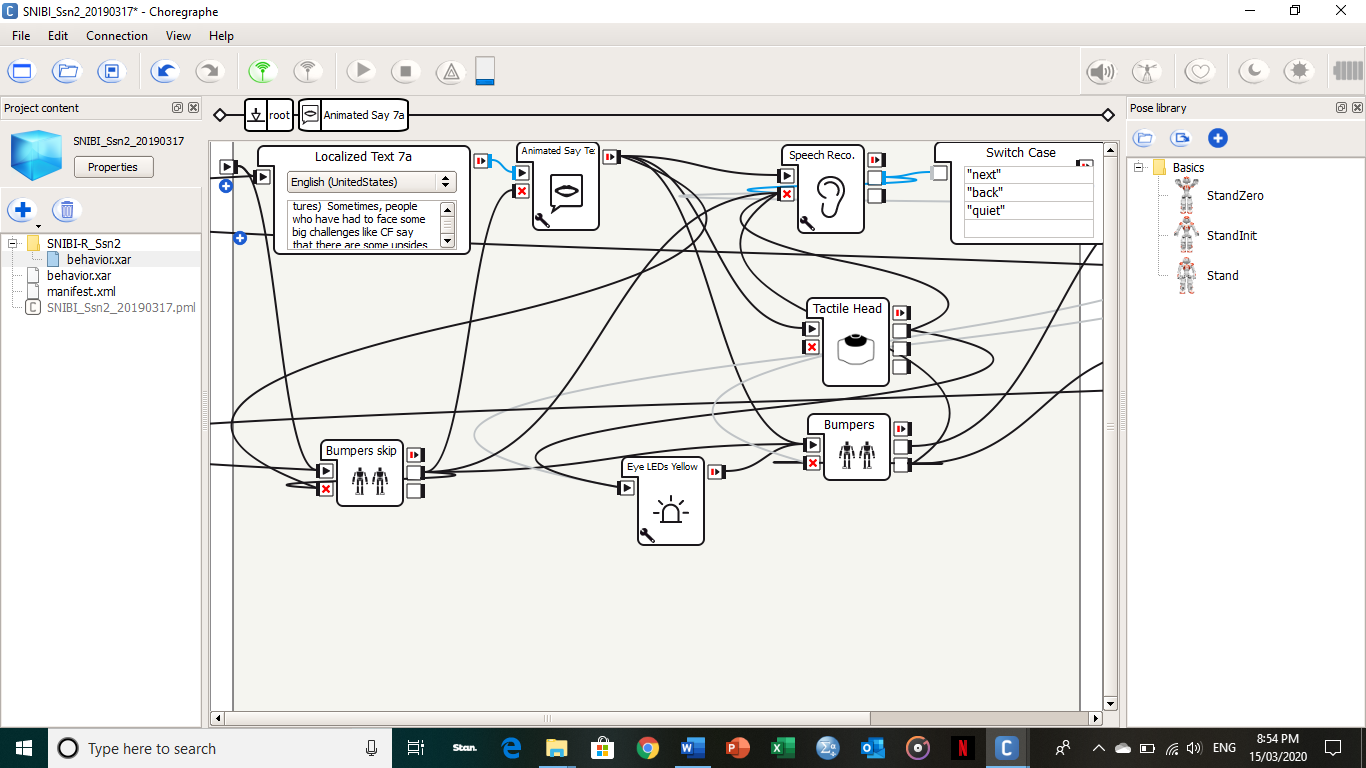 SNIBI_Ssn2_20190317* - Choregraphe
File Edit Connection View Help
Project content
SNIBI_Ssn2_20190317
Properties
SNIBI-R_Ssn2
behavior.xar
behavior.xar
manifest.xml
SNIBI_Ssn2_20190317.pml
root
Animated Say 7a
Localized Text 7a
English (UnitedStates)
tures) Sometimes, people
who have had to face some
big challenges like CF say
that there are some upsides
Animated Say Te
Speech Reco.
Switch Case
"next"
"back"
"quiet"
Tactile Head
Bumpers
Bumpers skip
Eye LEDs Yellow
Pose library
Basics
StandZero
StandInit
Stand
Type here to search
Stan.
ENG
8:54 PM
15/03/2020